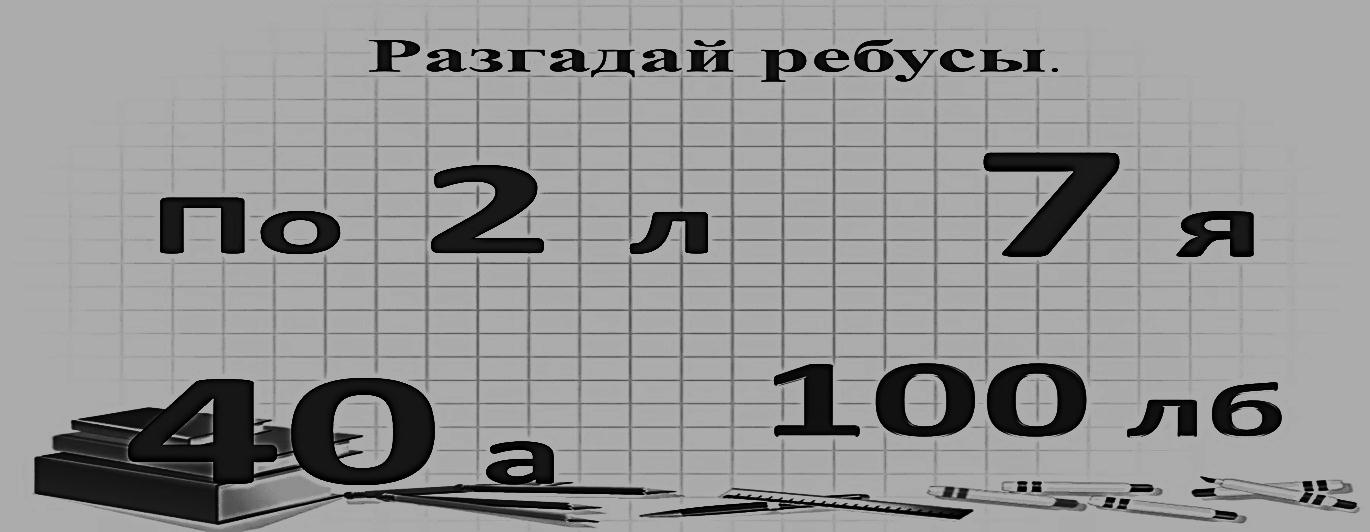 Разгадай ребусы.
По 2 л 7 я
40 а 100 лб